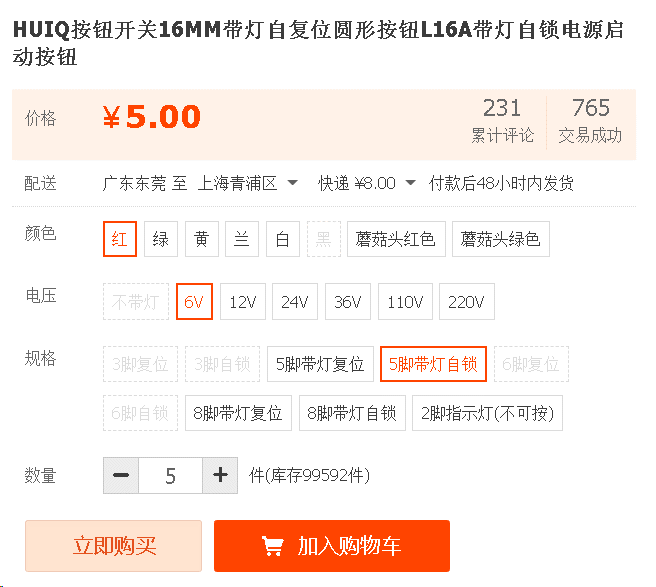 HUIQ按钮开关16MM带灯自复位圆形按钮L16A带灯自锁电源启
动按钮
价格 ¥5.00 231 765
累计评论 交易成功
配送 广东东莞 至 上海青浦区 快递 ¥8.00 付款后48小时内发货
颜色 红 绿 黄 兰 白 黑 蘑菇头红色 蘑菇头绿色
电压 不带灯 6V 12V 24V 36V 110V 220V
规格 3脚复位 3脚自锁 5脚带灯复位 5脚带灯自锁 6脚复位
6脚自锁 8脚带灯复位 8脚带灯自锁 2脚指示灯(不可按)
数量 − 5 + 件(库存99592件)
立即购买 加入购物车